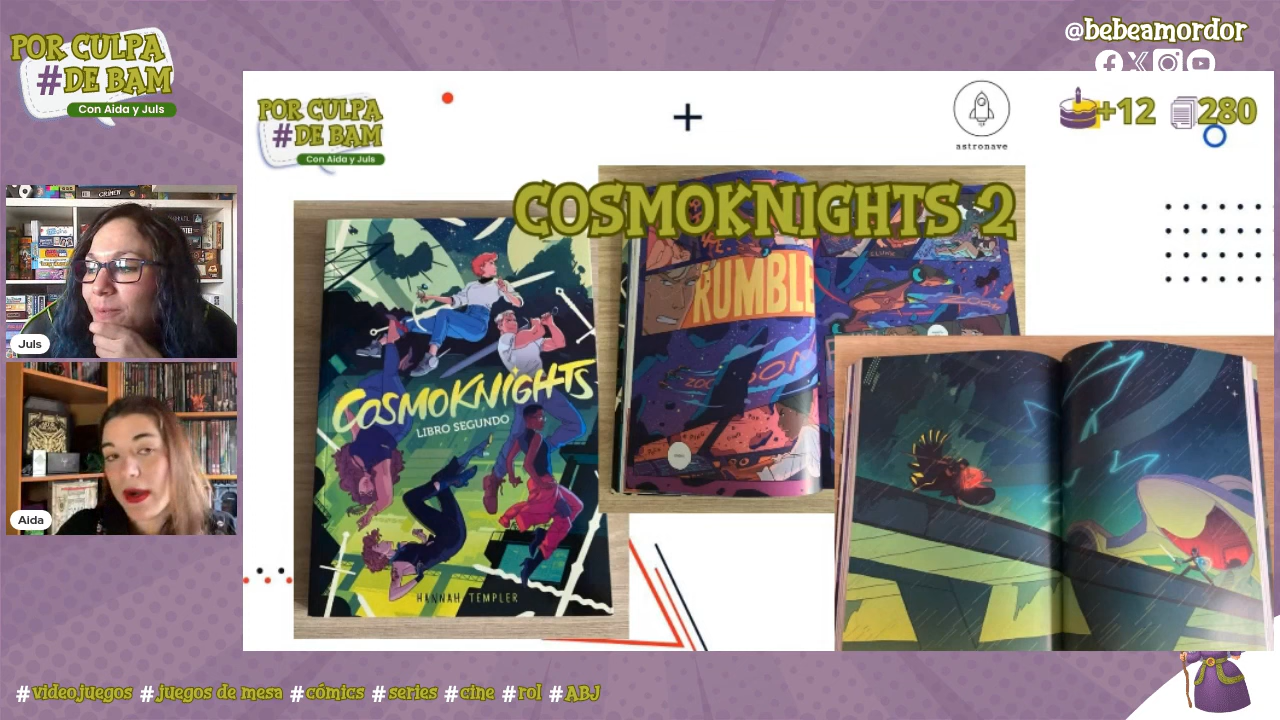 POR CULPA
#DE BAM
Con Aida y Juls
@bebeamordor
POR CULPA
#DE BAM
Con Aida y Juls
astronave
+12
280
COSMOKNIGHTS 2
RUMBLE
COSMOKNIGHTS
LIBRO SEGUNDO
HANNAH TEMPLER
Juls
Aida
#videojuegos #juegos de mesa #cómics #series #cine #rol #ABJ